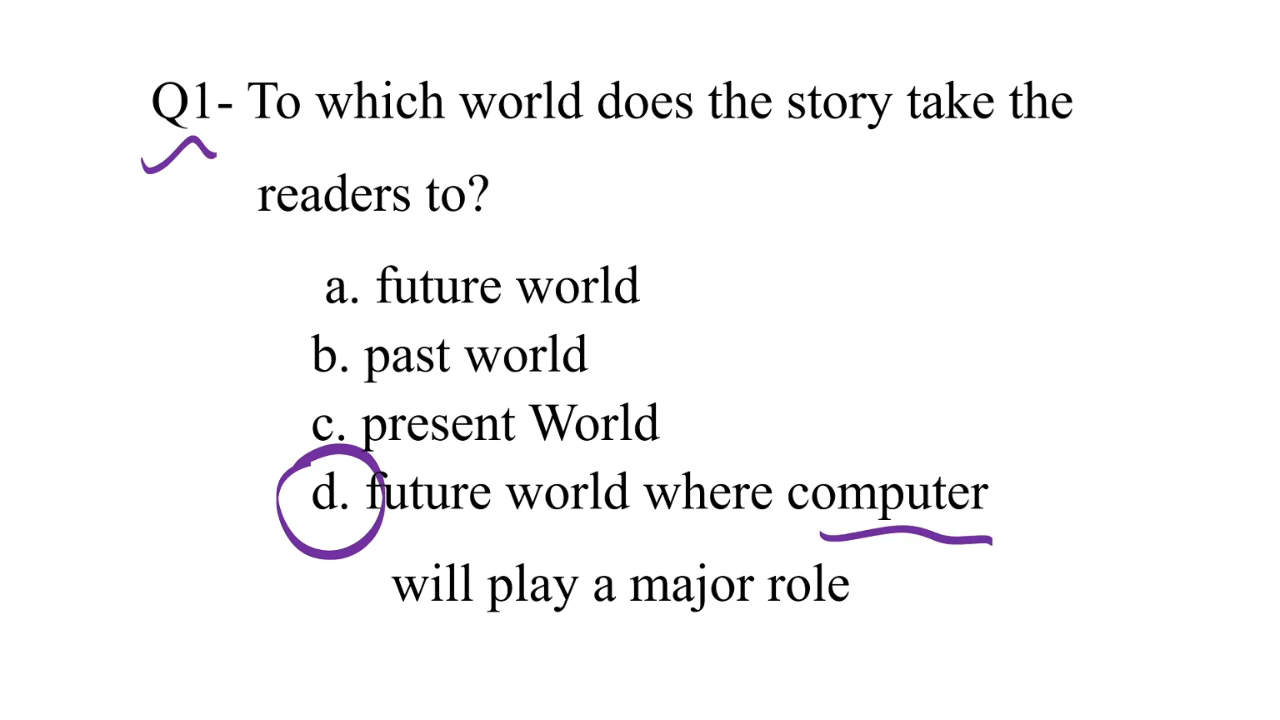 Q1- To which world does the story take the
readers to?
a. future world
b. past world
c. present World
d. future world where computer
will play a major role